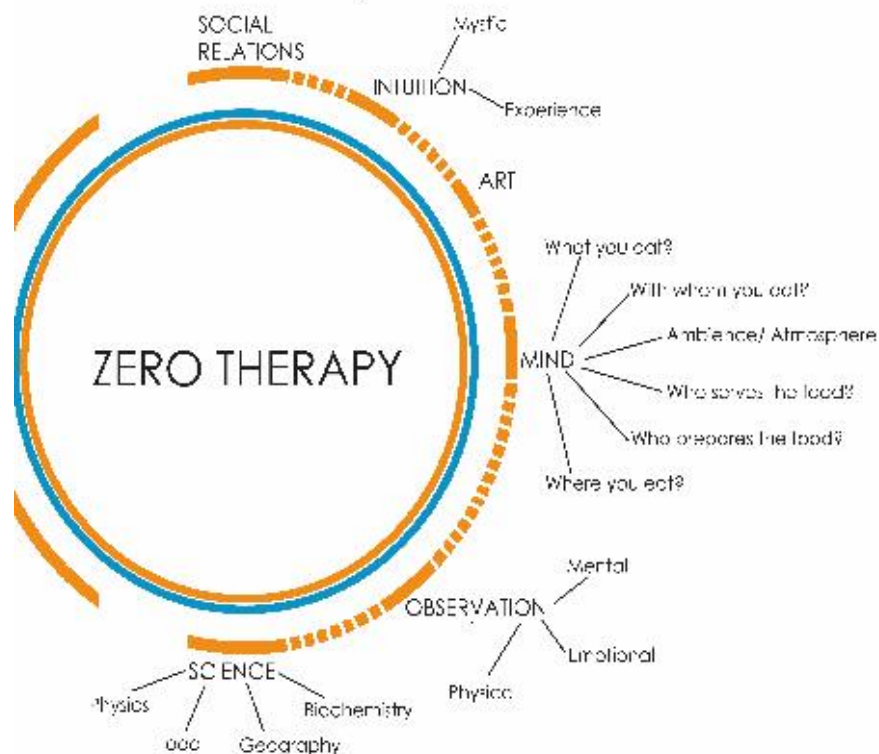 SOCIAL
RELATIONS
Mystic
INTUITION
Experience
ART
What you eat?
With whom you eat?
Ambience/ Atmosphere
ZERO THERAPY
MIND
Who serves the food?
Who prepares the food?
Where you eat?
Mental
OBSERVATION
Emotional
Physical
SCIENCE
Physics
Biochemistry
Geography